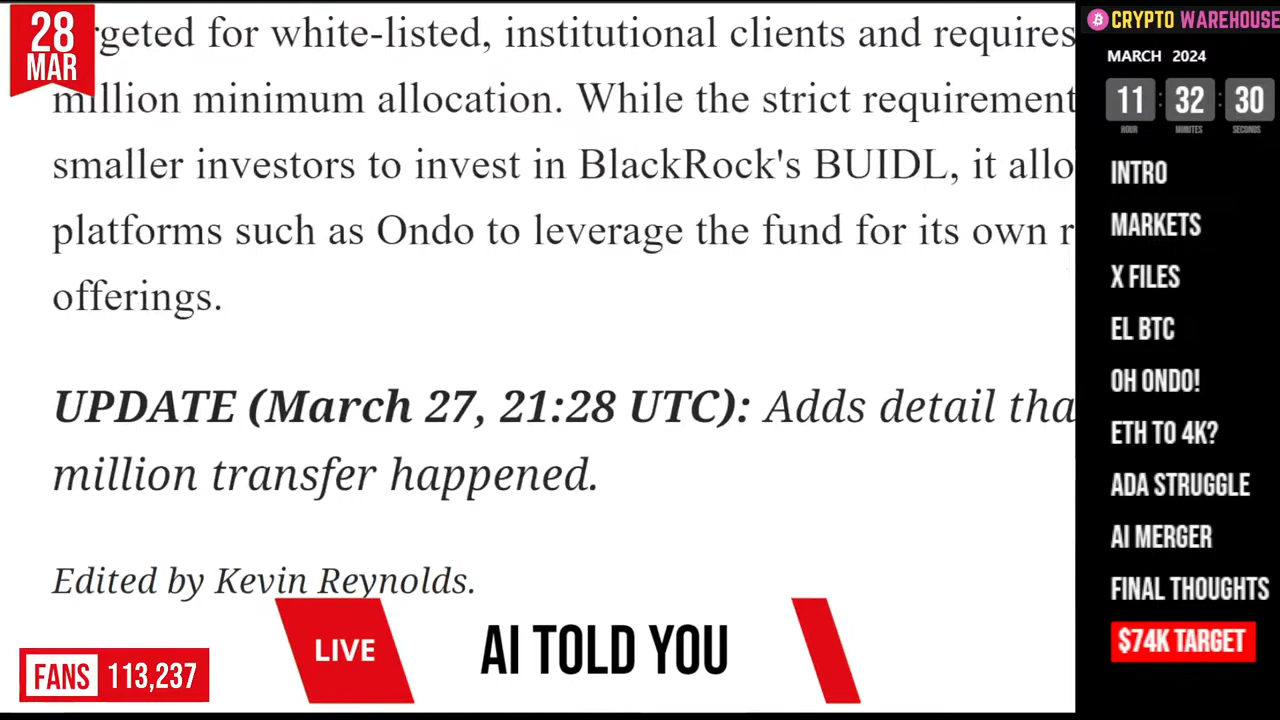 28
MAR
rgeted for white-listed, institutional clients and requires
million minimum allocation. While the strict requirement
smaller investors to invest in BlackRock's BUIDL, it allo
platforms such as Ondo to leverage the fund for its own r
offerings.
UPDATE (March 27, 21:28 UTC): Adds detail tha
million transfer happened.
Edited by Kevin Reynolds.
LIVE
AI TOLD YOU
FANS 113,237
CRYPTO WAREHOUSE
MARCH 2024
11 : 32 : 30
HOUR MINUTES SECONDS
INTRO
MARKETS
X FILES
EL BTC
OH ONDO!
ETH TO 4K?
ADA STRUGGLE
AI MERGER
FINAL THOUGHTS
$74K TARGET